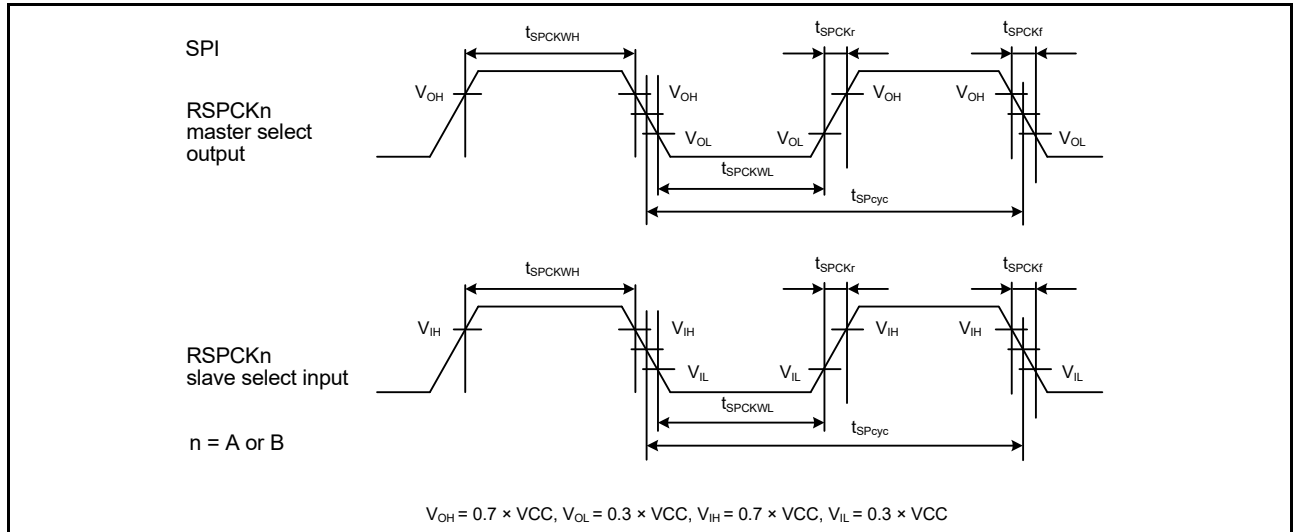 SPI
tSPCKWH
tSPCKr
tSPCKf
VOH
VOH
VOH
VOH
RSPCKn
master select
output
VOL
VOL
VOL
tSPCKWL
tSPcyc
tSPCKWH
tSPCKr
tSPCKf
VIH
VIH
VIH
VIH
RSPCKn
slave select input
VIL
VIL
VIL
tSPCKWL
tSPcyc
n = A or B
VOH = 0.7 × VCC, VOL = 0.3 × VCC, VIH = 0.7 × VCC, VIL = 0.3 × VCC